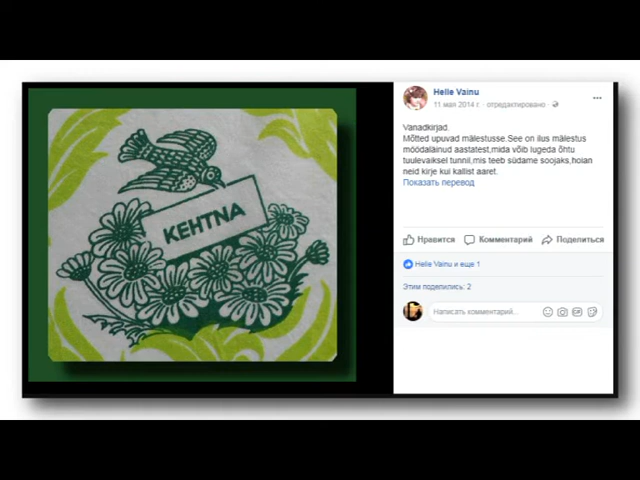 KEHTNA
Helle Vainu
11 мая 2014 г. · отредактировано ·
Vanadkirjad.
Mõtted upuvad mälestusse.See on ilus mälestus
möödaläinud aastatest,mida võib lugeda õhtu
tuulevaiksel tunnil,mis teeb südame soojaks,hoian
neid kirje kui kallist aaret.
Показать перевод
Нравится Комментарий Поделиться
Helle Vainu и еще 1
Этим поделились: 2
Написать комментарий...